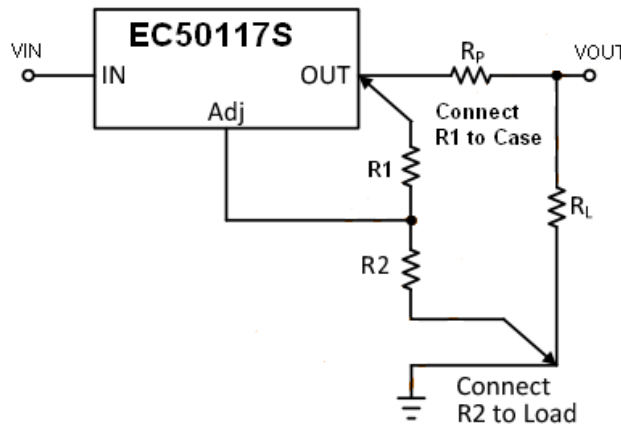 EC50117S
VIN
IN
OUT
Adj
RP
VOUT
Connect
R1 to Case
R1
RL
R2
Connect
R2 to Load